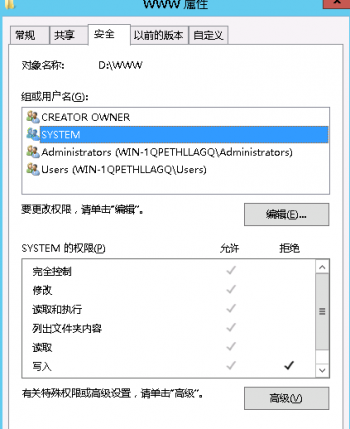 WWW 属性
常规 共享 安全 以前的版本 自定义
对象名称: D:\WWW
组或用户名(G):
CREATOR OWNER
SYSTEM
Administrators (WIN-1QPETHLLAGQ\Administrators)
Users (WIN-1QPETHLLAGQ\Users)
要更改权限，请单击"编辑"。 编辑(E)...
SYSTEM 的权限(P) 允许 拒绝
完全控制
修改
读取和执行
列出文件夹内容
读取
写入
有关特殊权限或高级设置，请单击"高级"。 高级(V)